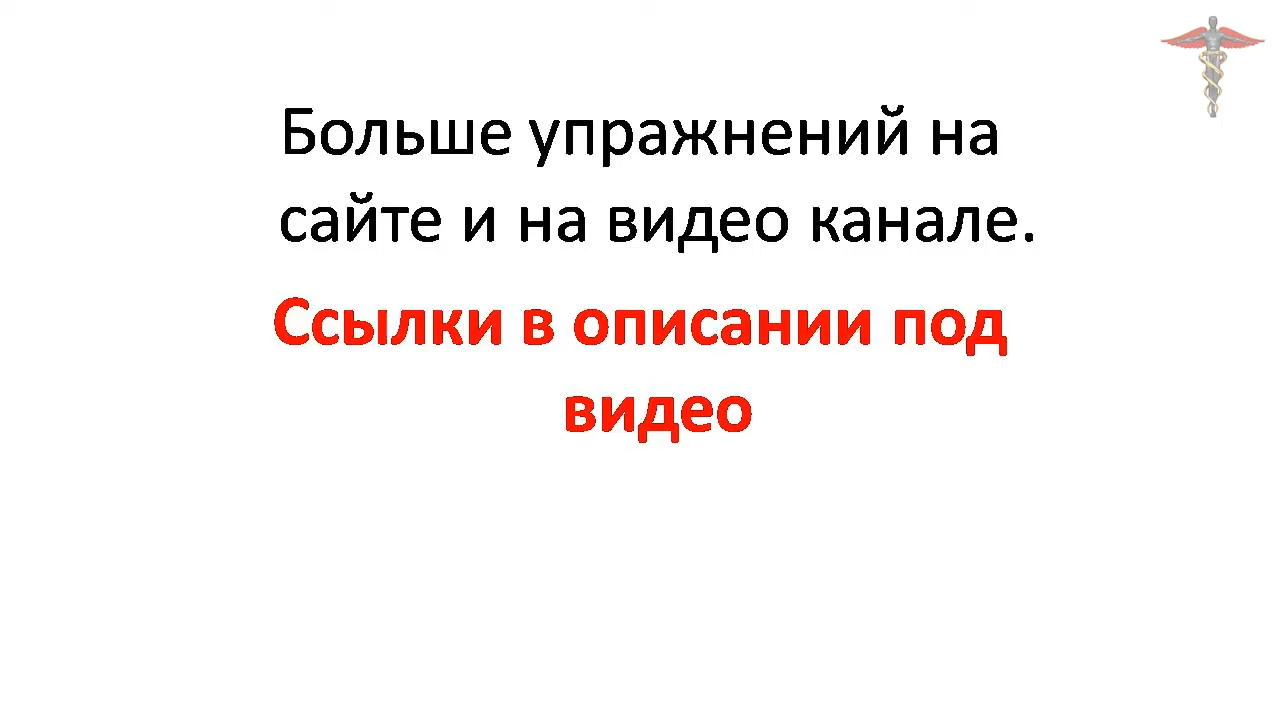 Больше упражнений на
сайте и на видео канале.
Ссылки в описании под
видео